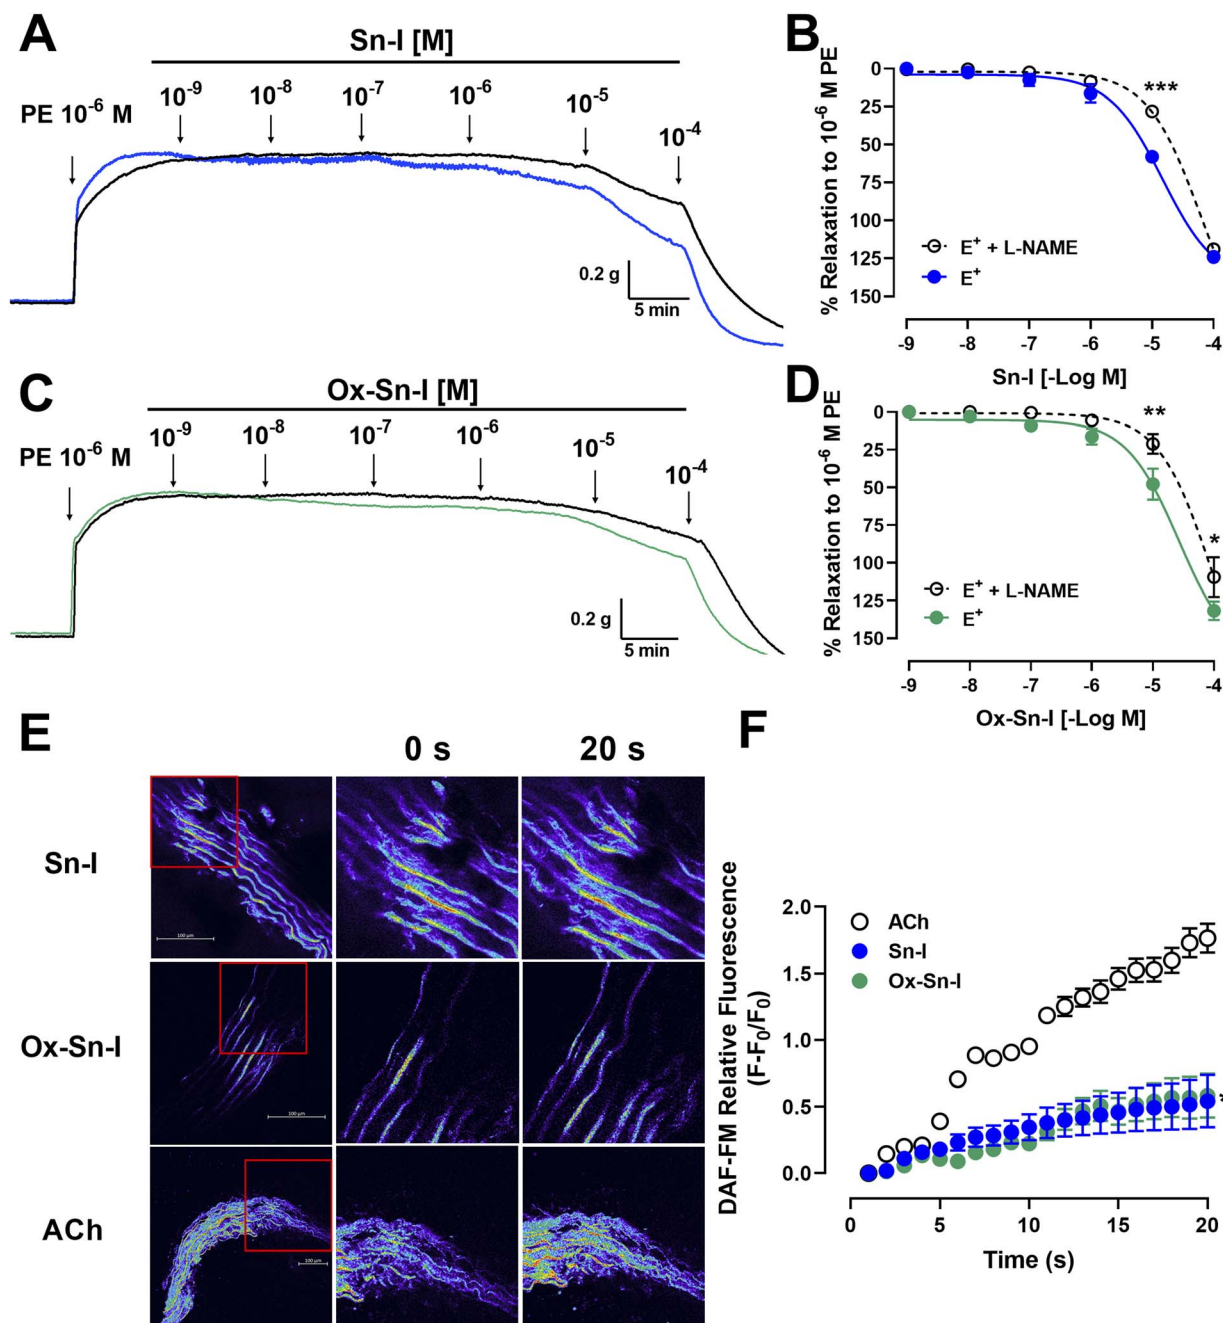 A
Sn-I [M]
PE 10⁻⁶ M
10⁻⁹
10⁻⁸
10⁻⁷
10⁻⁶
10⁻⁵
10⁻⁴
0.2 g
5 min
B
% Relaxation to 10⁻⁶ M PE
0
25
50
75
100
125
150
***
E⁺ + L-NAME
E⁺
-9
-8
-7
-6
-5
-4
Sn-I [-Log M]
C
Ox-Sn-I [M]
PE 10⁻⁶ M
10⁻⁹
10⁻⁸
10⁻⁷
10⁻⁶
10⁻⁵
10⁻⁴
0.2 g
5 min
D
% Relaxation to 10⁻⁶ M PE
0
25
50
75
100
125
150
**
*
E⁺ + L-NAME
E⁺
-9
-8
-7
-6
-5
-4
Ox-Sn-I [-Log M]
E
0 s
20 s
Sn-I
100 µm
Ox-Sn-I
100 µm
ACh
100 µm
F
DAF-FM Relative Fluorescence
(F-F₀/F₀)
2.0
1.5
1.0
0.5
0.0
ACh
Sn-I
Ox-Sn-I
0
5
10
15
20
Time (s)